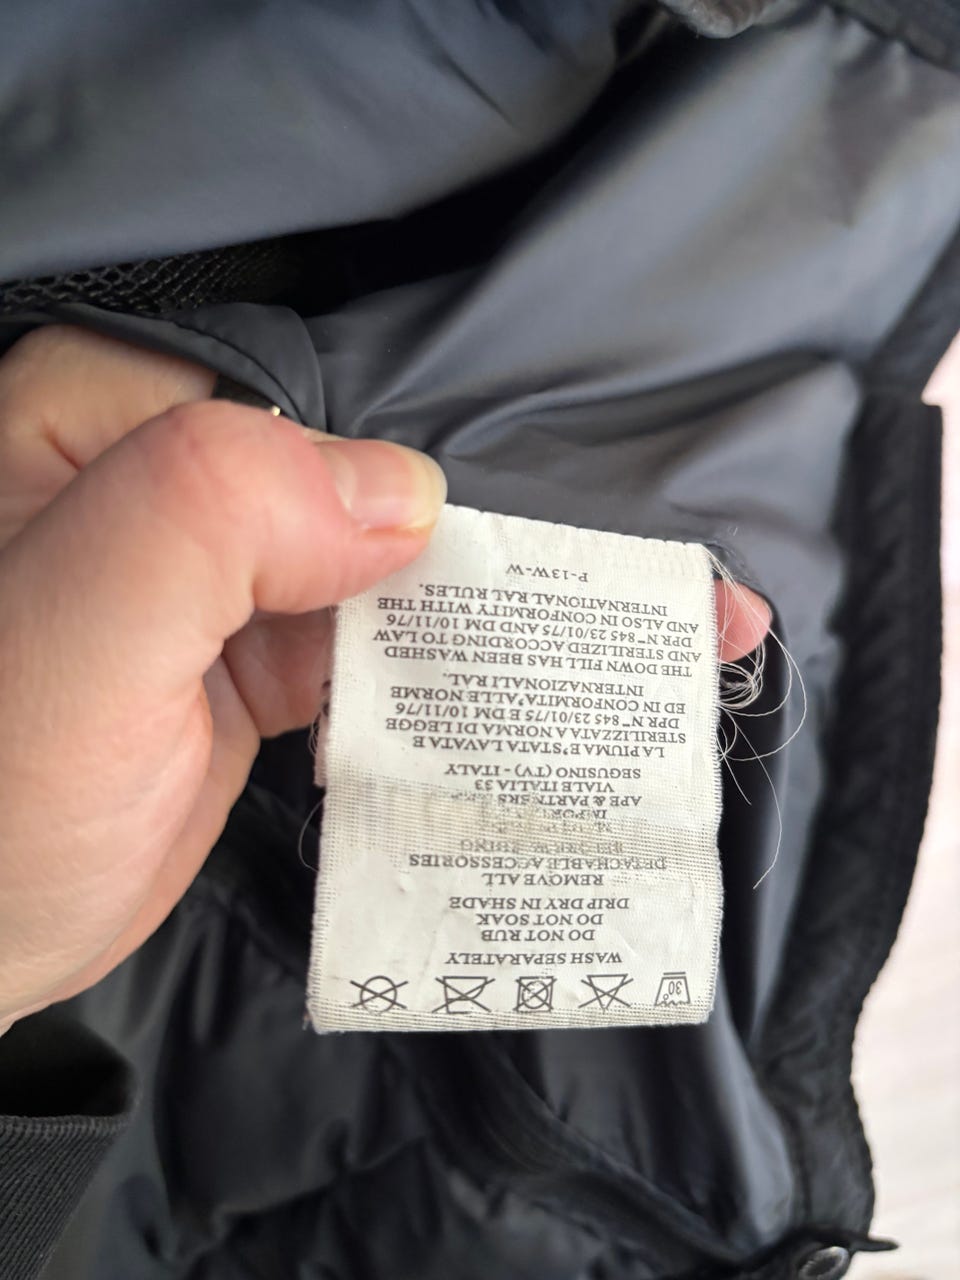 30
WASH SEPARATELY
DO NOT RUB
DO NOT SOAK
DRIP DRY IN SHADE
REMOVE ALL
DETACHABLE ACCESSORIES
APE & PARTNERS
VIALE ITALIA 33
SEGUSINO (TV) - ITALY
LA PIUMA E'STATA LAVATA E
STERILIZZATA A NORMA DI LEGGE
DPR N˜845 23/01/75 E DM 10/11/76
ED IN CONFORMITA'ALLE NORME
INTERNAZIONALI RAL.
THE DOWN FILL HAS BEEN WASHED
AND STERILIZED ACCORDING TO LAW
DPR N˜845 23/01/75 AND DM 10/11/76
AND ALSO IN CONFORMITY WITH THE
INTERNATIONAL RAL RULES.
P-13W-W